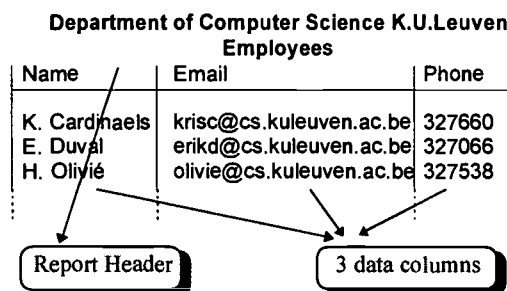 Department of Computer Science K.U.Leuven
Employees
Name Email Phone
K. Cardinaels krisc@cs.kuleuven.ac.be 327660
E. Duval erikd@cs.kuleuven.ac.be 327066
H. Olivié olivie@cs.kuleuven.ac.be 327538
Report Header 3 data columns